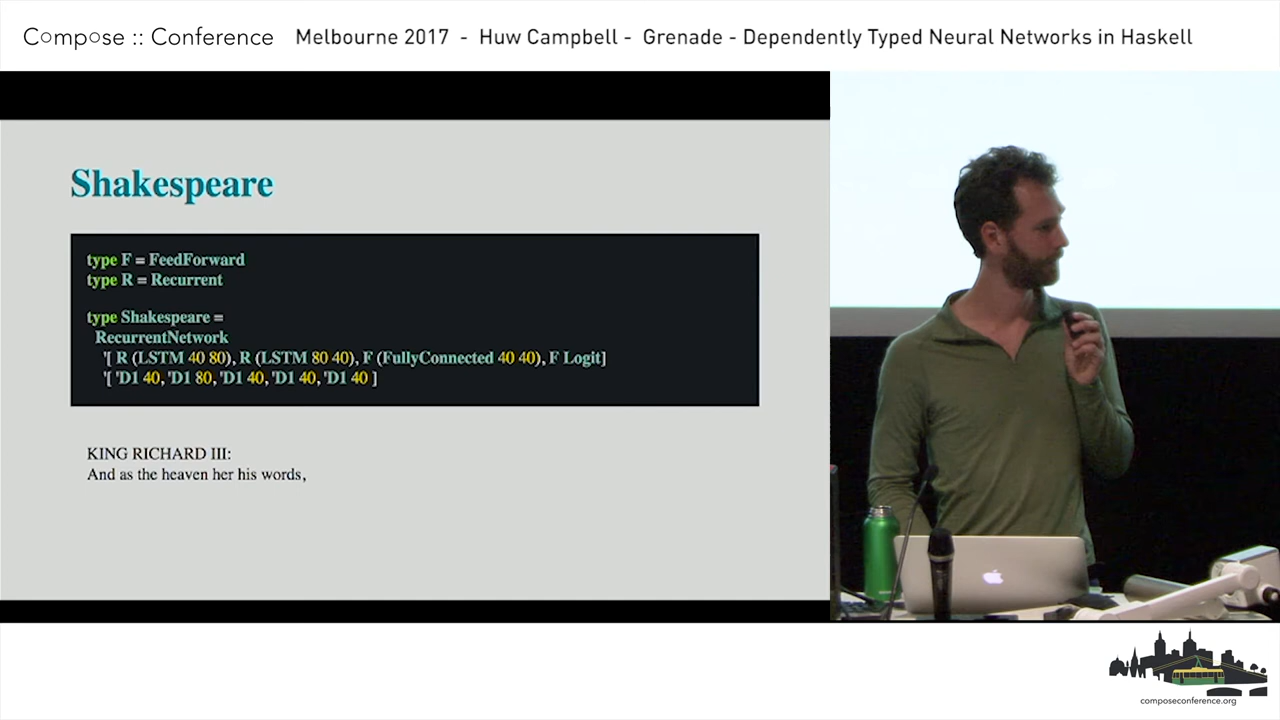 Compose :: Conference Melbourne 2017 - Huw Campbell - Grenade - Dependently Typed Neural Networks in Haskell
Shakespeare
type F = FeedForward
type R = Recurrent
type Shakespeare =
RecurrentNetwork
'[ R (LSTM 40 80), R (LSTM 80 40), F (FullyConnected 40 40), F Logit]
'[ 'D1 40, 'D1 80, 'D1 40, 'D1 40, 'D1 40 ]
KING RICHARD III:
And as the heaven her his words,
composeconference.org